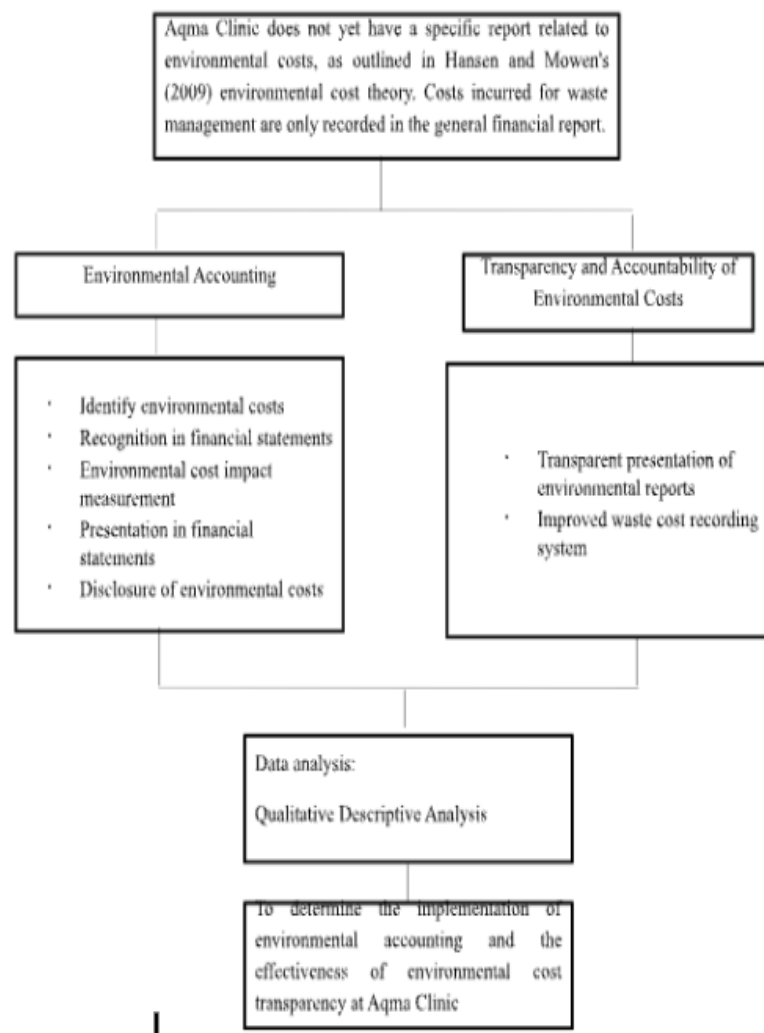 Aqma Clinic does not yet have a specific report related to
environmental costs, as outlined in Hansen and Mowen's
(2009) environmental cost theory. Costs incurred for waste
management are only recorded in the general financial report.
Environmental Accounting
Transparency and Accountability of
Environmental Costs
· Identify environmental costs
· Recognition in financial statements
· Environmental cost impact
measurement
· Presentation in financial
statements
· Disclosure of environmental costs
· Transparent presentation of
environmental reports
· Improved waste cost recording
system
Data analysis:
Qualitative Descriptive Analysis
To determine the implementation of
environmental accounting and the
effectiveness of environmental cost
transparency at Aqma Clinic